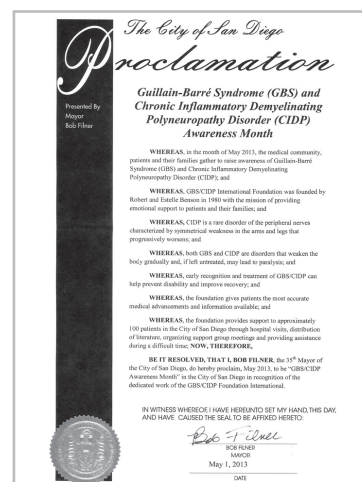 The City of San Diego
Proclamation
Presented By
Mayor
Bob Filner
Guillain-Barré Syndrome (GBS) and
Chronic Inflammatory Demyelinating
Polyneuropathy Disorder (CIDP)
Awareness Month
WHEREAS, in the month of May 2013, the medical community,
patients and their families gather to raise awareness of Guillain-Barré
Syndrome (GBS) and Chronic Inflammatory Demyelinating
Polyneuropathy Disorder (CIDP); and
WHEREAS, GBS/CIDP International Foundation was founded by
Robert and Estelle Benson in 1980 with the mission of providing
emotional support to patients and their families; and
WHEREAS, CIDP is a rare disorder of the peripheral nerves
characterized by symmetrical weakness in the arms and legs that
progressively worsens; and
WHEREAS, both GBS and CIDP are disorders that weaken the
body gradually and, if left untreated, may lead to paralysis; and
WHEREAS, early recognition and treatment of GBS/CIDP can
help prevent disability and improve recovery; and
WHEREAS, the foundation gives patients the most accurate
medical advancements and information available; and
WHEREAS, the foundation provides support to approximately
100 patients in the City of San Diego through hospital visits, distribution
of literature, organizing support group meetings and providing assistance
during a difficult time; NOW, THEREFORE,
BE IT RESOLVED, THAT I, BOB FILNER, the 35th Mayor of
the City of San Diego, do hereby proclaim, May 2013, to be "GBS/CIDP
Awareness Month" in the City of San Diego in recognition of the
dedicated work of the GBS/CIDP Foundation International.
IN WITNESS WHEREOF, I HAVE HEREUNTO SET MY HAND, THIS DAY,
AND HAVE CAUSED THE SEAL TO BE AFFIXED HERETO:
Bob Filner
BOB FILNER
MAYOR
May 1, 2013
DATE